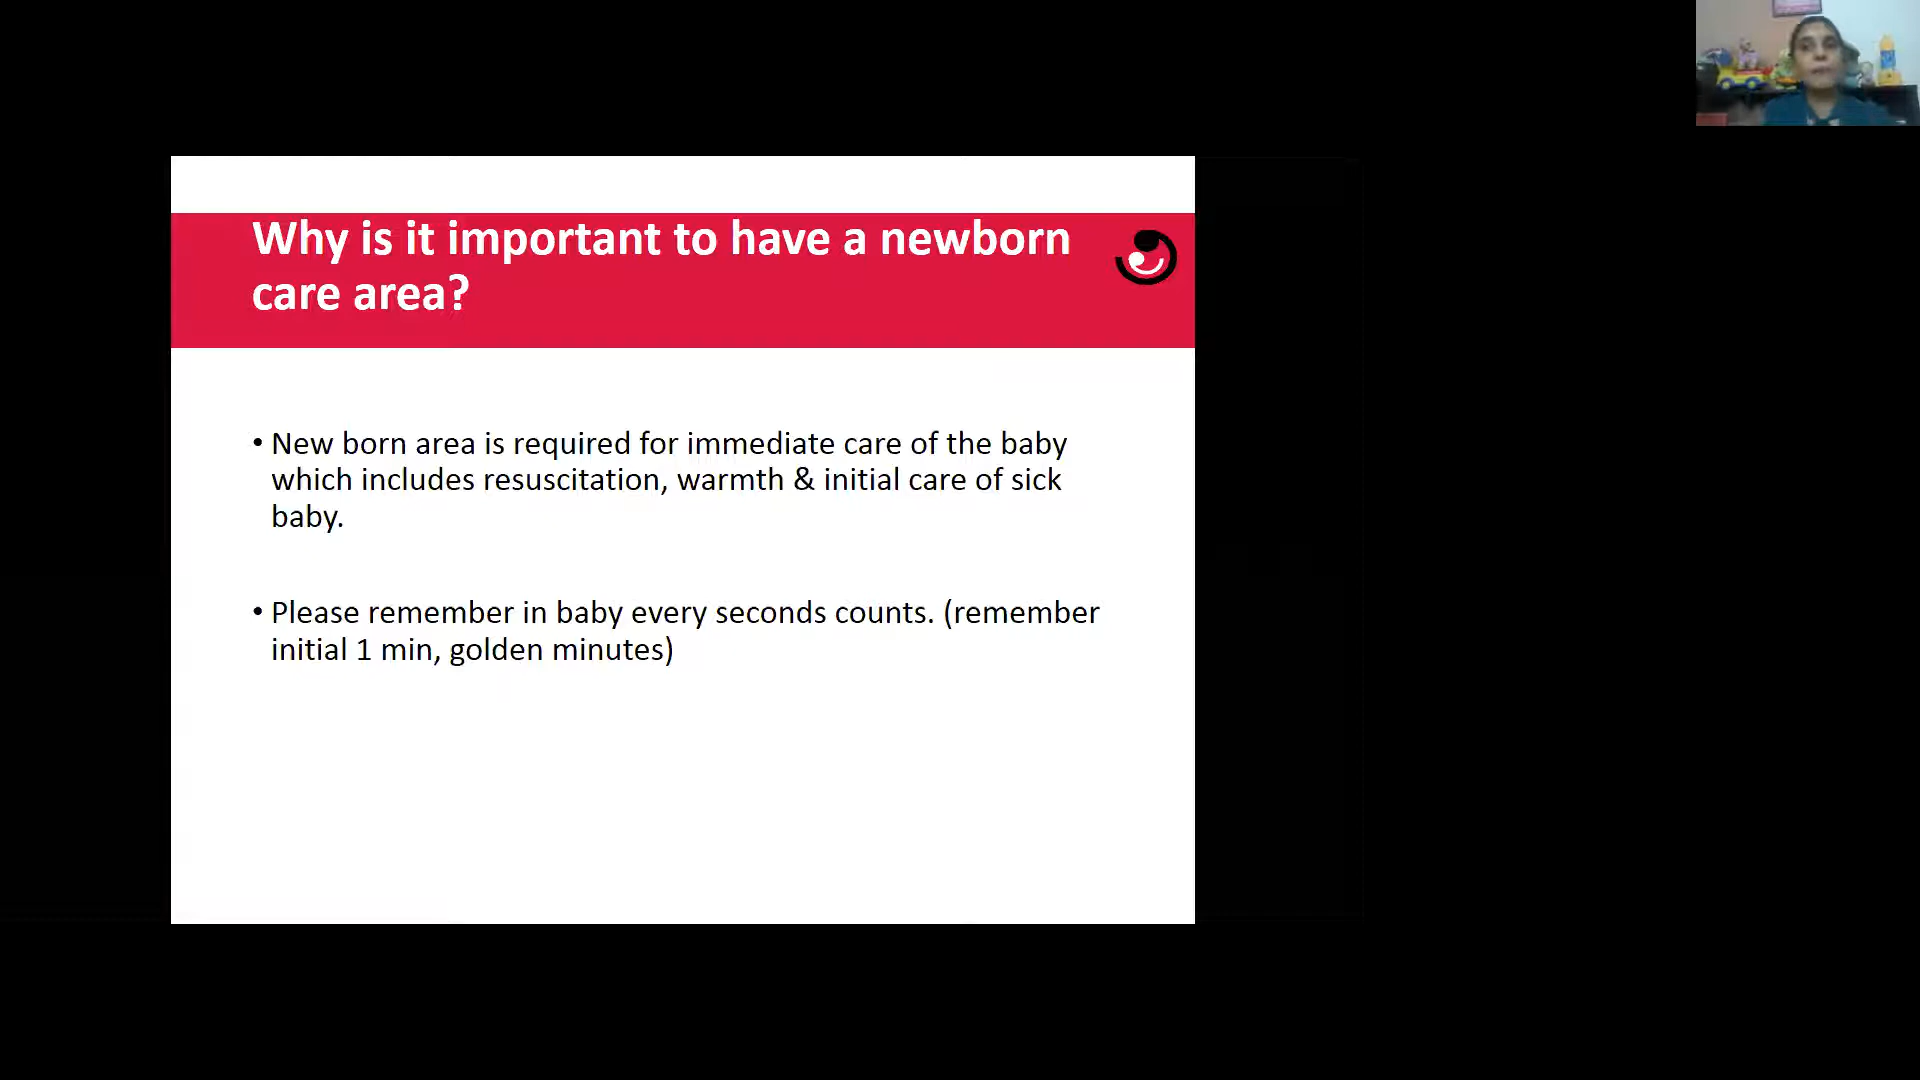 Why is it important to have a newborn
care area?
• New born area is required for immediate care of the baby
which includes resuscitation, warmth & initial care of sick
baby.
• Please remember in baby every seconds counts. (remember
initial 1 min, golden minutes)